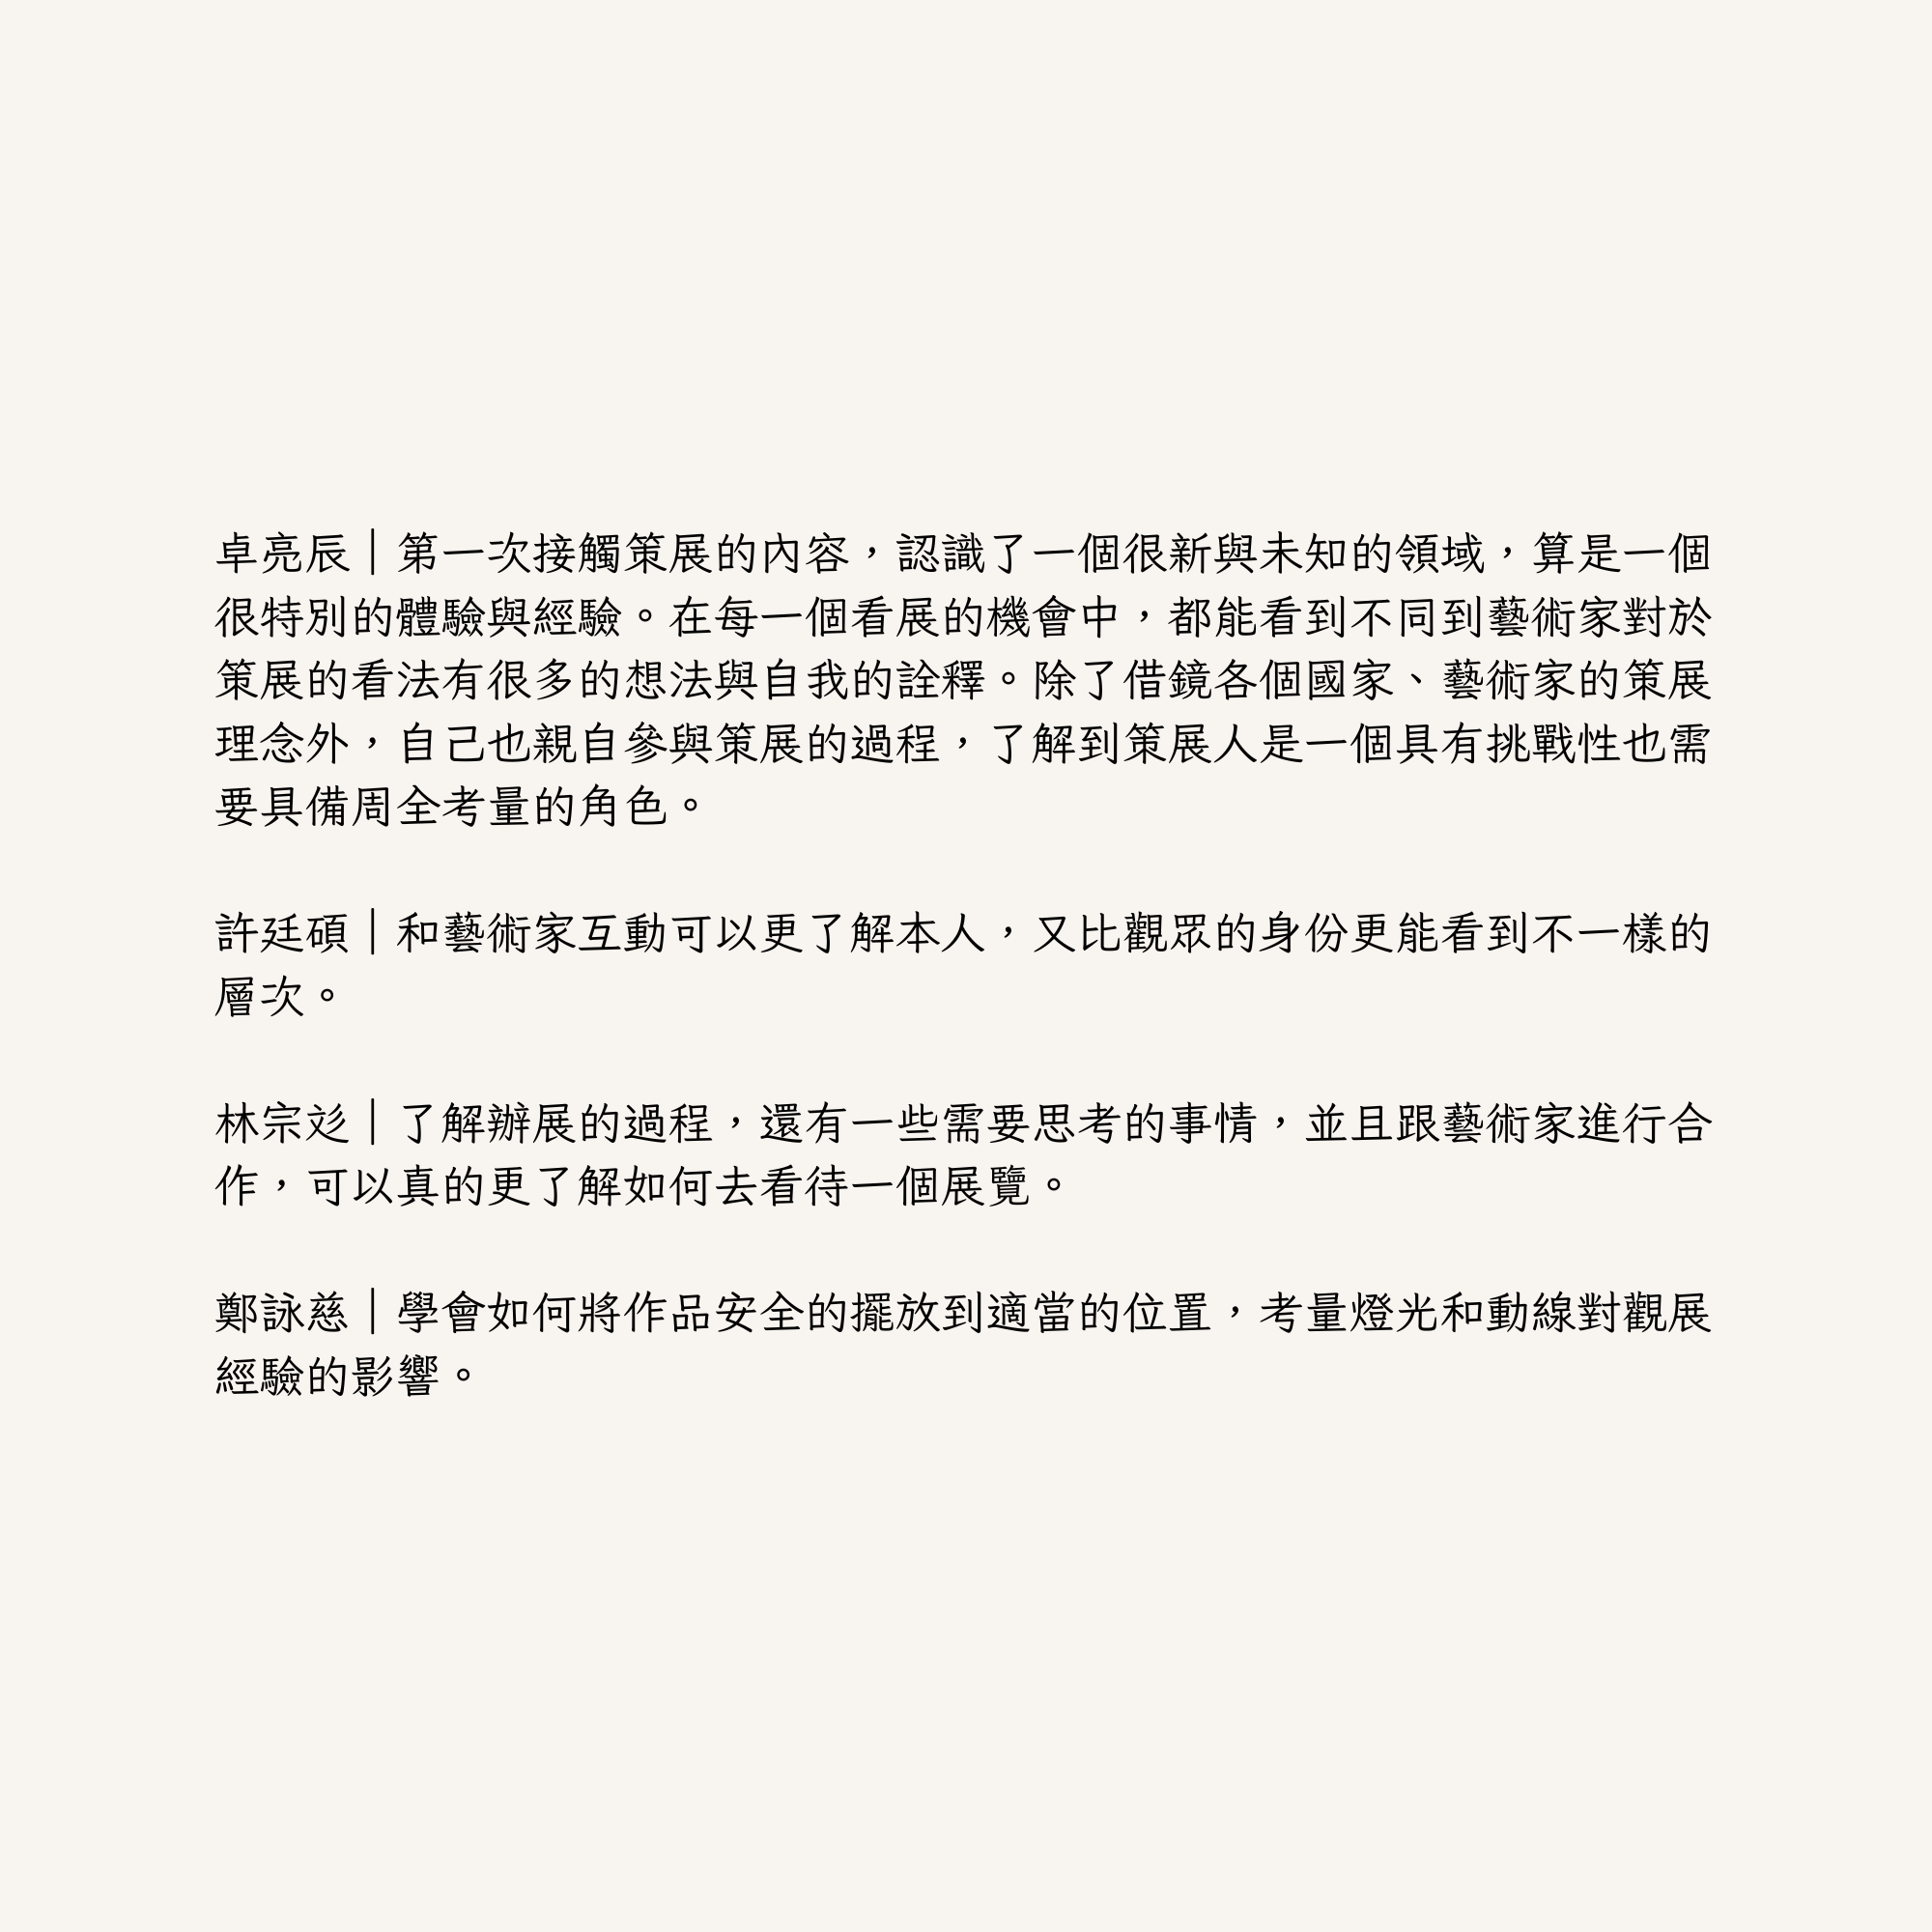 卓亮辰｜第一次接觸策展的內容，認識了一個很新與未知的領域，算是一個
很特別的體驗與經驗。在每一個看展的機會中，都能看到不同到藝術家對於
策展的看法有很多的想法與自我的詮釋。除了借鏡各個國家、藝術家的策展
理念外，自己也親自參與策展的過程，了解到策展人是一個具有挑戰性也需
要具備周全考量的角色。
許廷碩｜和藝術家互動可以更了解本人，又比觀眾的身份更能看到不一樣的
層次。
林宗彣｜了解辦展的過程，還有一些需要思考的事情，並且跟藝術家進行合
作，可以真的更了解如何去看待一個展覽。
鄭詠慈｜學會如何將作品安全的擺放到適當的位置，考量燈光和動線對觀展
經驗的影響。